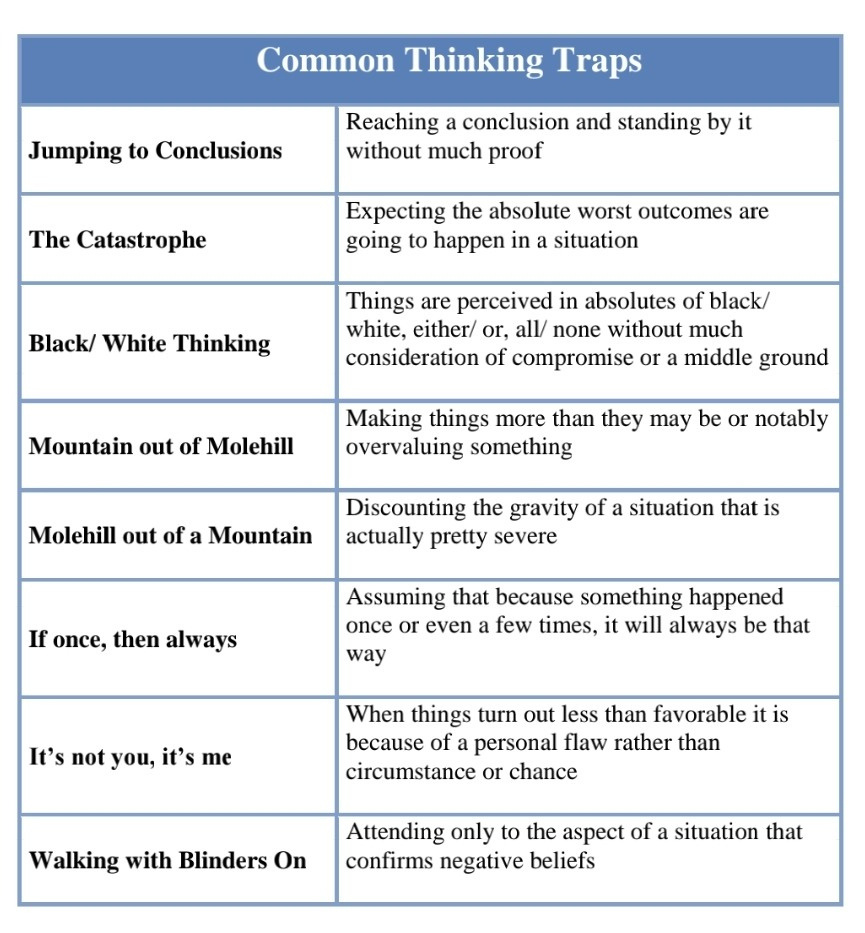 Common Thinking Traps
Jumping to Conclusions
Reaching a conclusion and standing by it
without much proof
The Catastrophe
Expecting the absolute worst outcomes are
going to happen in a situation
Black/ White Thinking
Things are perceived in absolutes of black/
white, either/ or, all/ none without much
consideration of compromise or a middle ground
Mountain out of Molehill
Making things more than they may be or notably
overvaluing something
Molehill out of a Mountain
Discounting the gravity of a situation that is
actually pretty severe
If once, then always
Assuming that because something happened
once or even a few times, it will always be that
way
It’s not you, it’s me
When things turn out less than favorable it is
because of a personal flaw rather than
circumstance or chance
Walking with Blinders On
Attending only to the aspect of a situation that
confirms negative beliefs